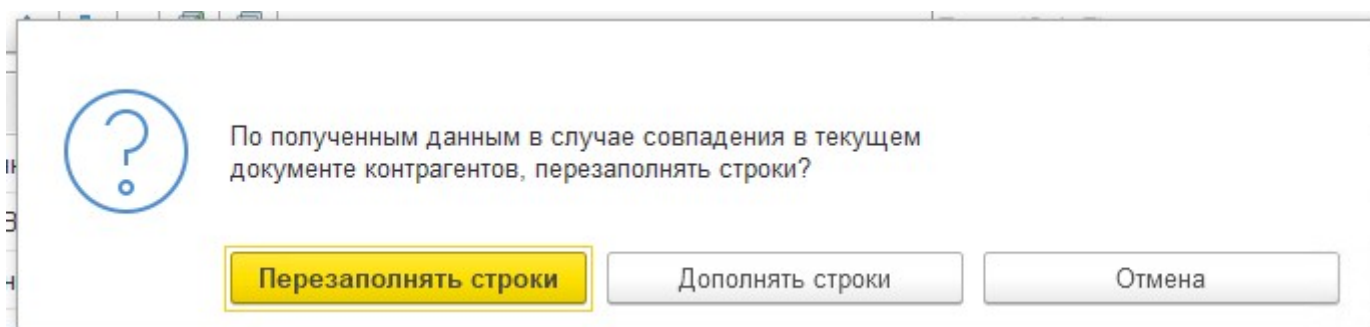 По полученным данным в случае совпадения в текущем
документе контрагентов, перезаполнять строки?
Перезаполнять строки
Дополнять строки
Отмена